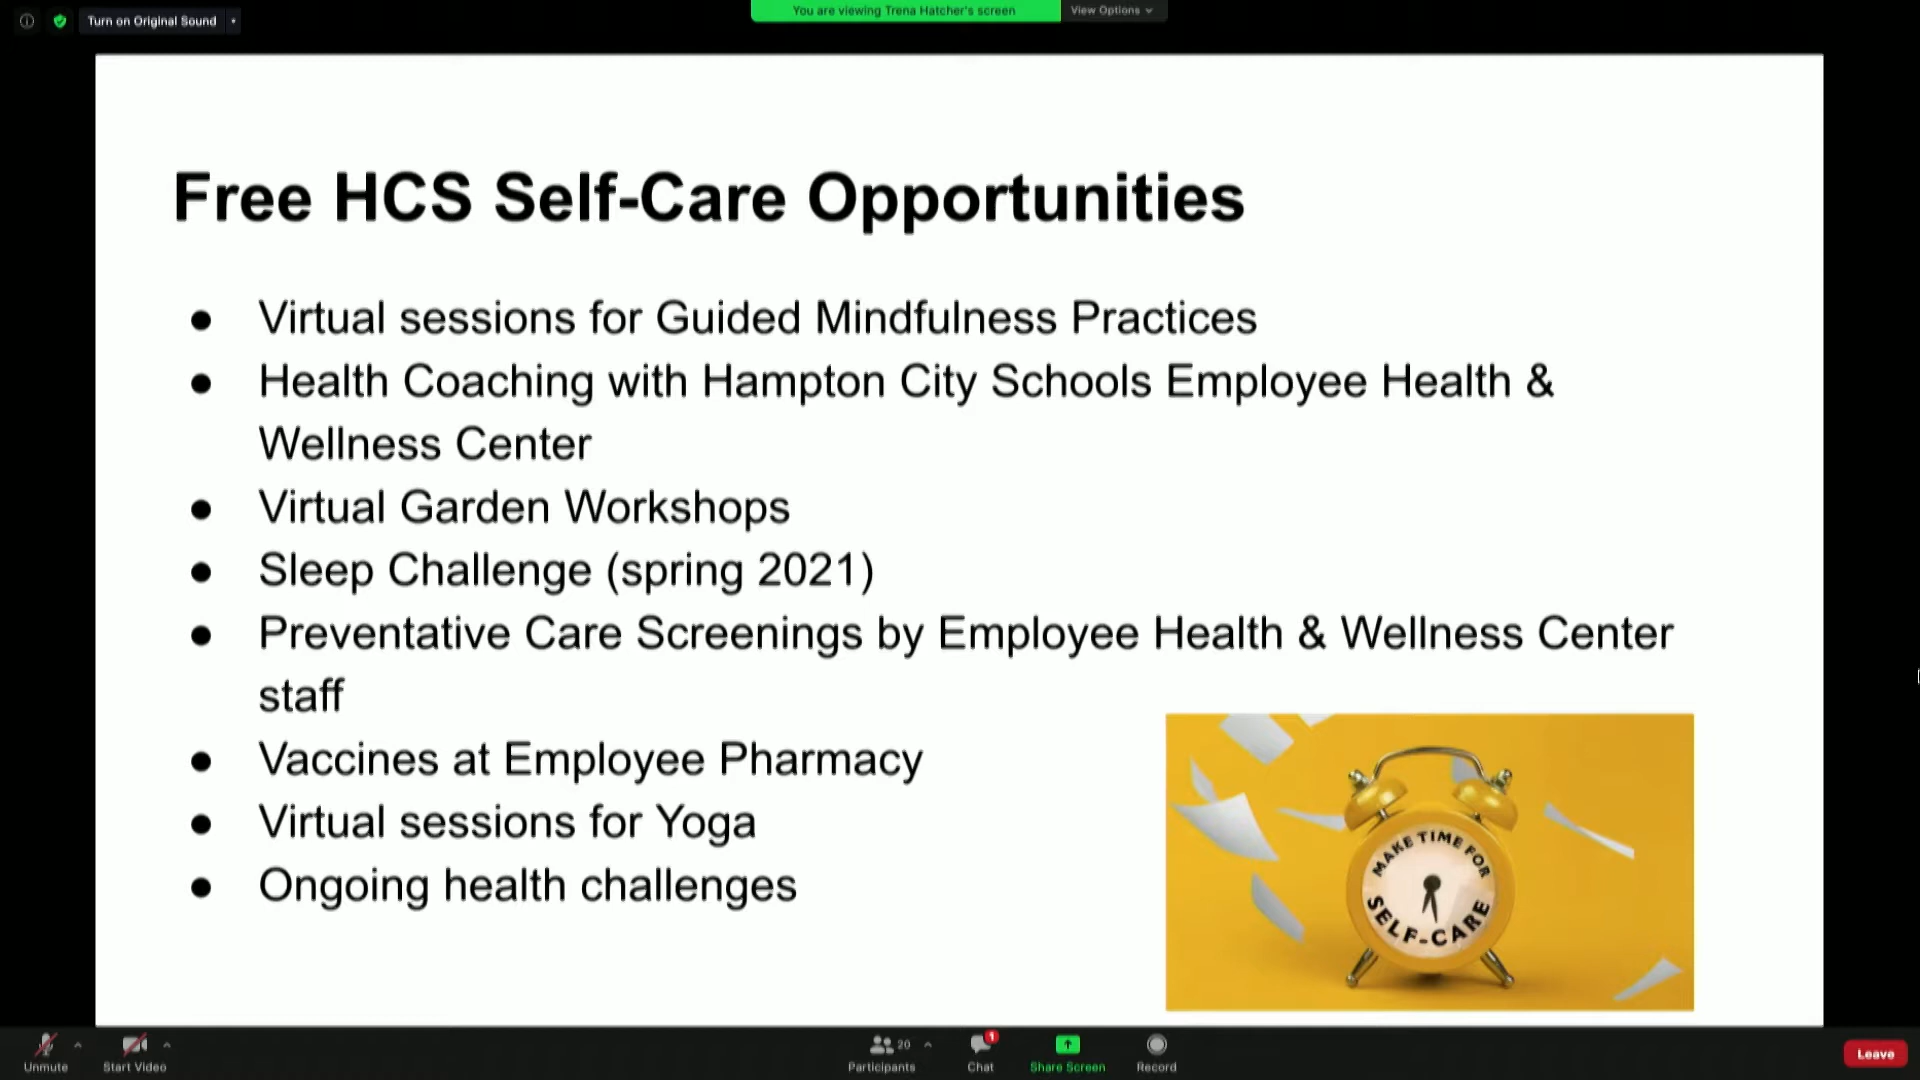 Turn on Original Sound
You are viewing Trena Hatcher's screen
View Options
Free HCS Self-Care Opportunities
● Virtual sessions for Guided Mindfulness Practices
● Health Coaching with Hampton City Schools Employee Health &
Wellness Center
● Virtual Garden Workshops
● Sleep Challenge (spring 2021)
● Preventative Care Screenings by Employee Health & Wellness Center
staff
● Vaccines at Employee Pharmacy
● Virtual sessions for Yoga
● Ongoing health challenges
MAKE TIME FOR
SELF-CARE
Unmute
Start Video
20
Participants
1
Chat
Share Screen
Record
Leave